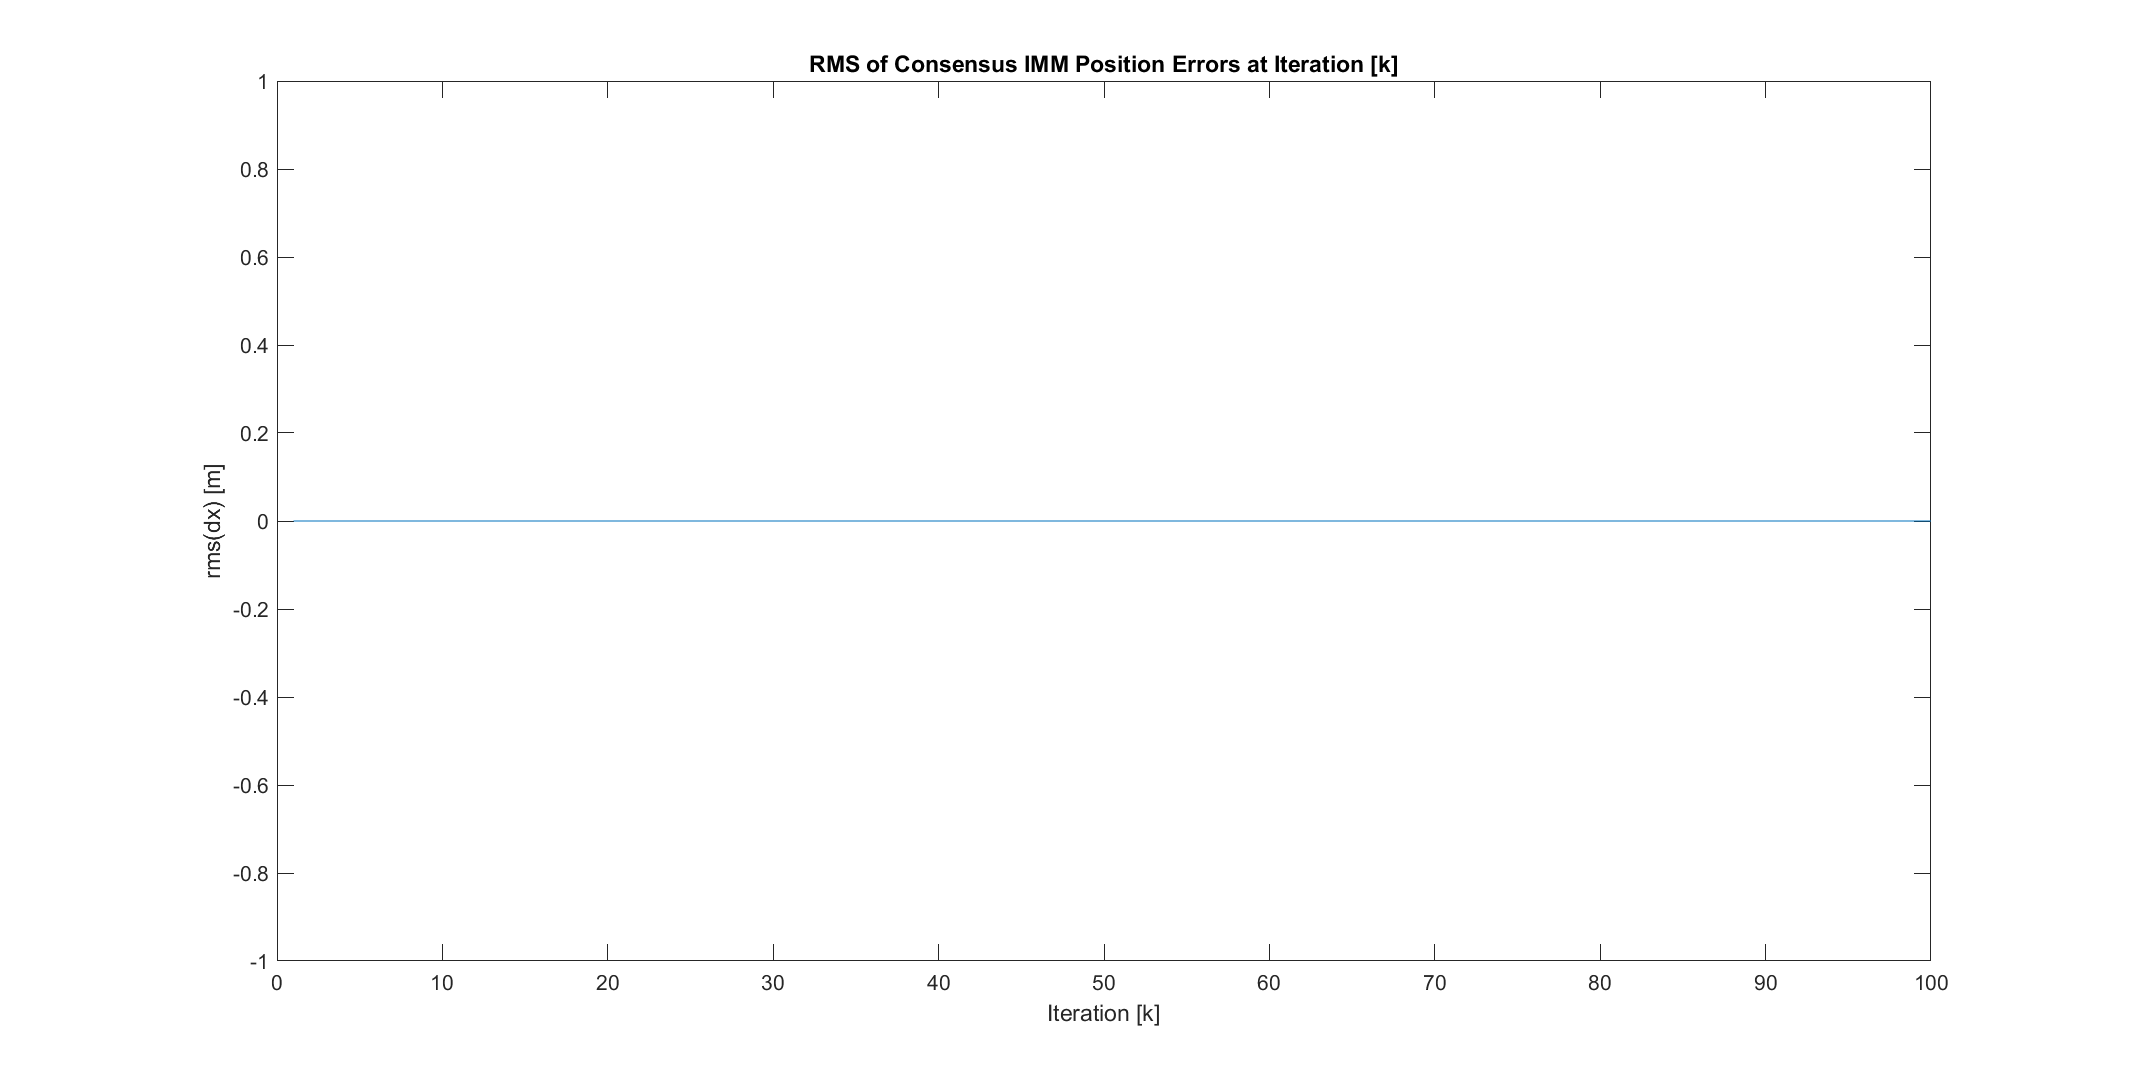 RMS of Consensus IMM Position Errors at Iteration [k]
1
0.8
0.6
0.4
0.2
0
-0.2
-0.4
-0.6
-0.8
-1
rms(dx) [m]
0 10 20 30 40 50 60 70 80 90 100
Iteration [k]